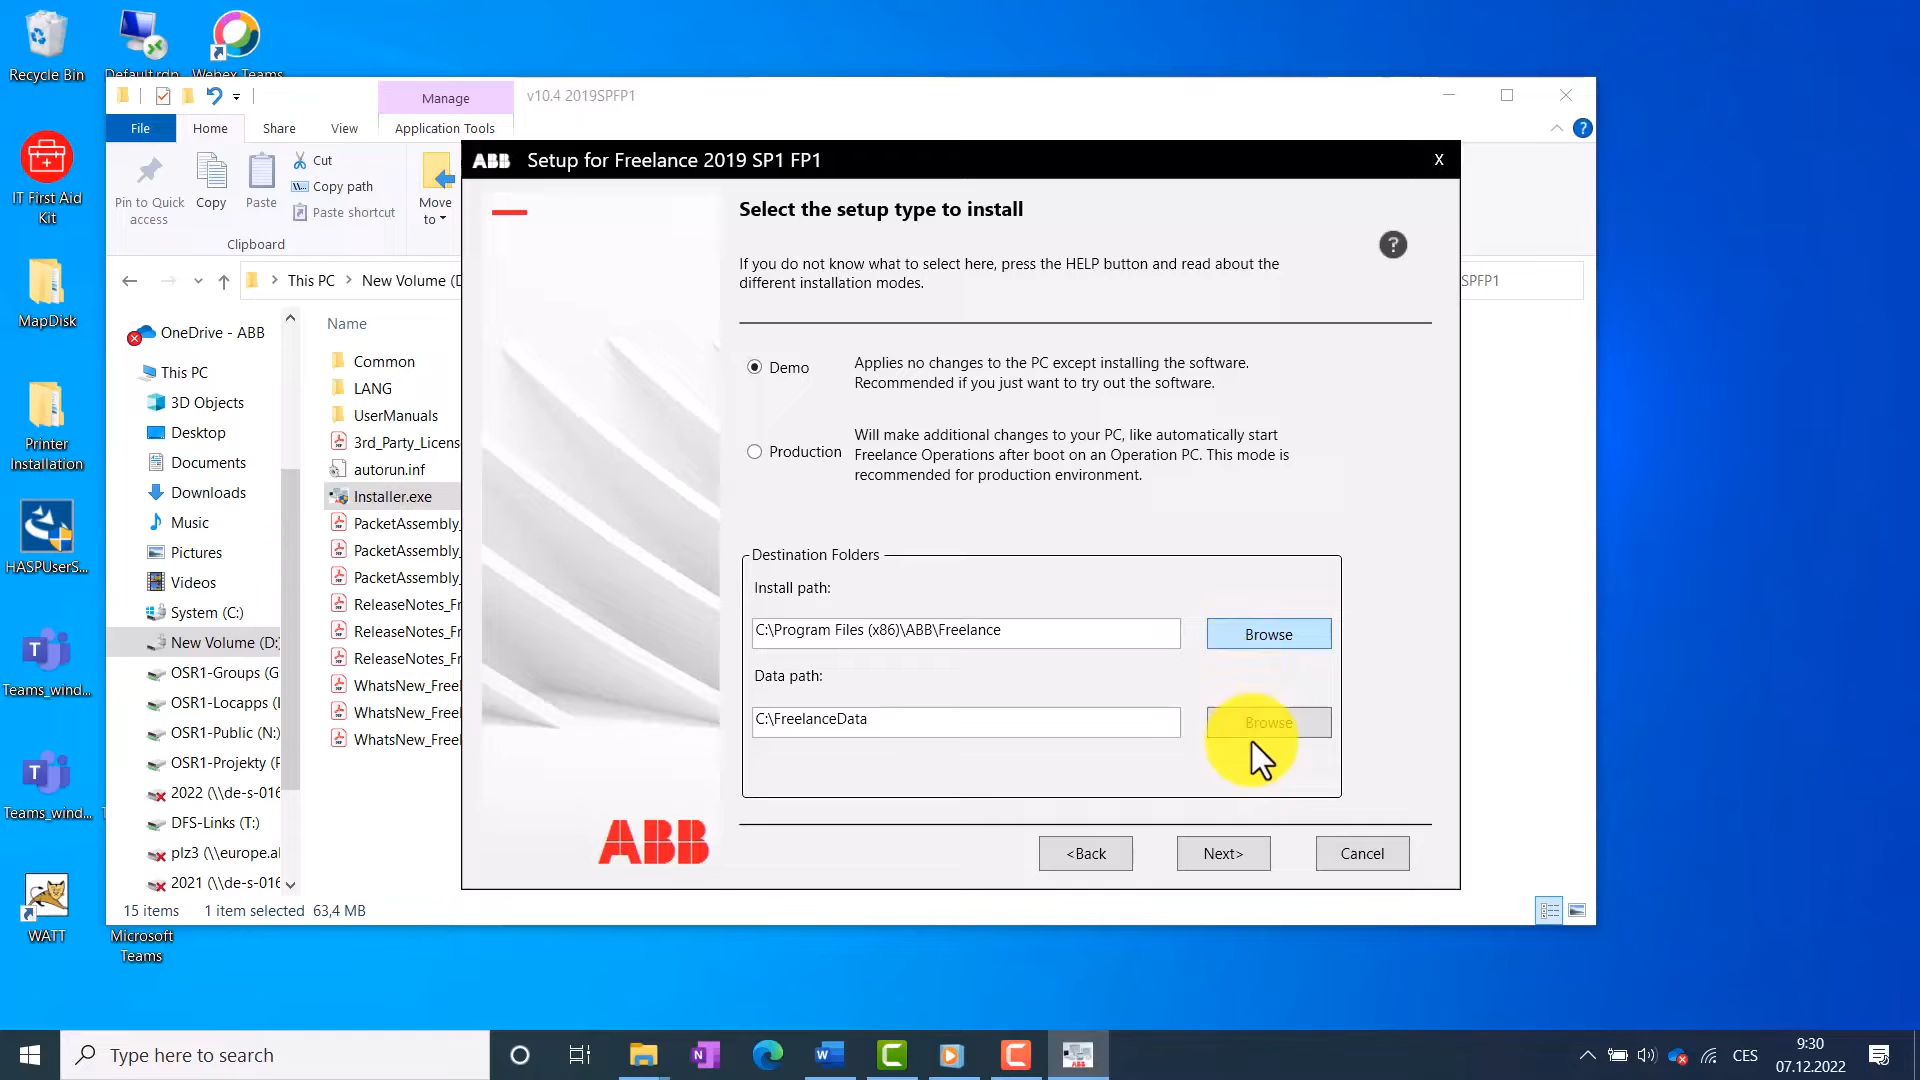 Recycle Bin
Default.rdp
Webex Teams
IT First Aid
Kit
MapDisk
Printer
Installation
HASPUserS...
Teams_wind...
Teams_wind...
WATT
Microsoft
Teams
Manage
v10.4 2019SPFP1
File
Home
Share
View
Application Tools
Pin to Quick
access
Copy
Paste
Cut
Copy path
Paste shortcut
Move
to
Clipboard
This PC
New Volume (D
SPFP1
OneDrive - ABB
This PC
3D Objects
Desktop
Documents
Downloads
Music
Pictures
Videos
System (C:)
New Volume (D:
OSR1-Groups (G
OSR1-Locapps (
OSR1-Public (N:)
OSR1-Projekty (
2022 (\\de-s-016
DFS-Links (T:)
plz3 (\\europe.al
2021 (\\de-s-016
Name
Common
LANG
UserManuals
3rd_Party_Licens
autorun.inf
Installer.exe
PacketAssembly_
PacketAssembly_
PacketAssembly_
ReleaseNotes_Fr
ReleaseNotes_Fr
ReleaseNotes_Fr
WhatsNew_Freel
WhatsNew_Freel
WhatsNew_Freel
15 items
1 item selected
63,4 MB
ABB
Setup for Freelance 2019 SP1 FP1
X
Select the setup type to install
?
If you do not know what to select here, press the HELP button and read about the
different installation modes.
Demo
Applies no changes to the PC except installing the software.
Recommended if you just want to try out the software.
Production
Will make additional changes to your PC, like automatically start
Freelance Operations after boot on an Operation PC. This mode is
recommended for production environment.
Destination Folders
Install path:
C:\Program Files (x86)\ABB\Freelance
Browse
Data path:
C:\FreelanceData
Browse
ABB
<Back
Next>
Cancel
Type here to search
CES
9:30
07.12.2022